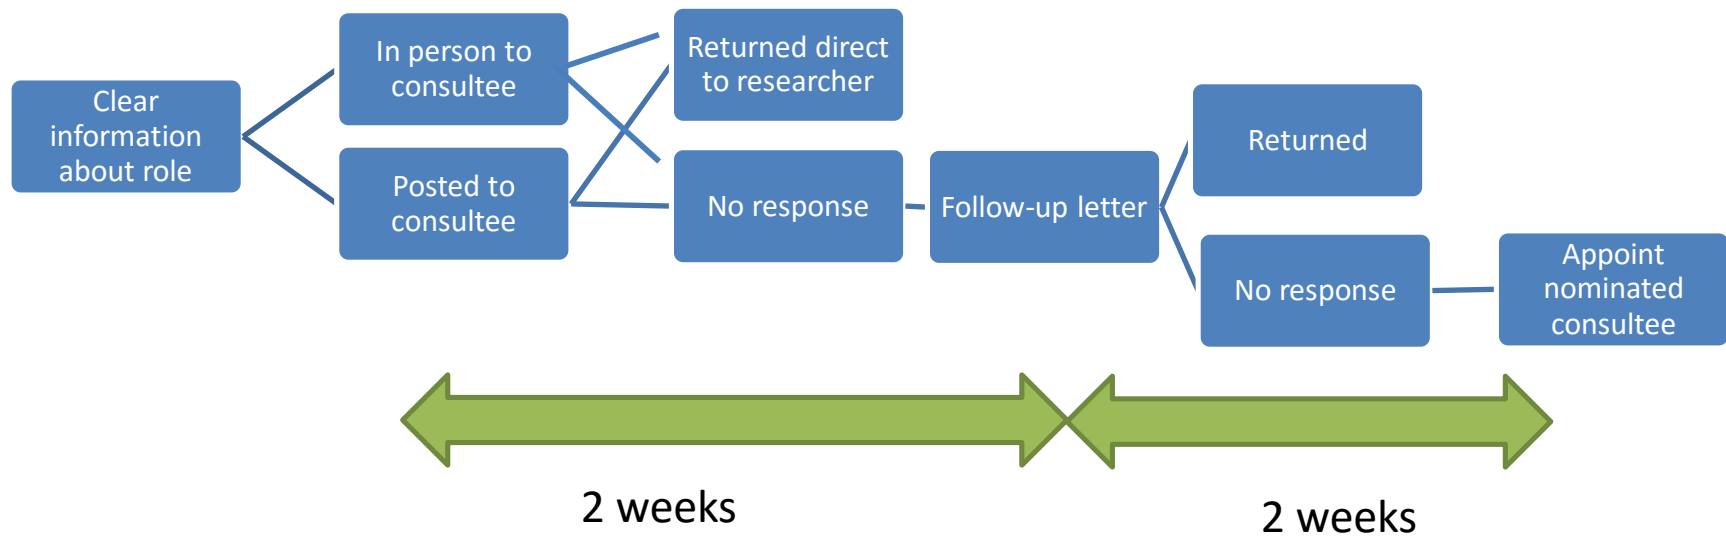 Clear
information
about role
In person to
consultee
Posted to
consultee
Returned direct
to researcher
No response
Follow-up letter
Returned
No response
Appoint
nominated
consultee
2 weeks
2 weeks